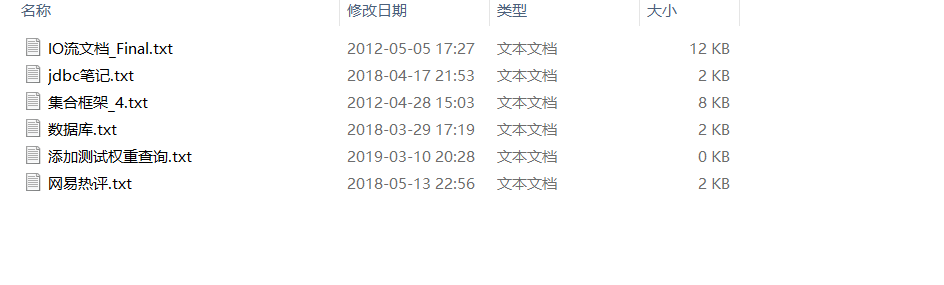 名称 修改日期 类型 大小
IO流文档_Final.txt 2012-05-05 17:27 文本文档 12 KB
jdbc笔记.txt 2018-04-17 21:53 文本文档 2 KB
集合框架_4.txt 2012-04-28 15:03 文本文档 8 KB
数据库.txt 2018-03-29 17:19 文本文档 2 KB
添加测试权重查询.txt 2019-03-10 20:28 文本文档 0 KB
网易热评.txt 2018-05-13 22:56 文本文档 2 KB